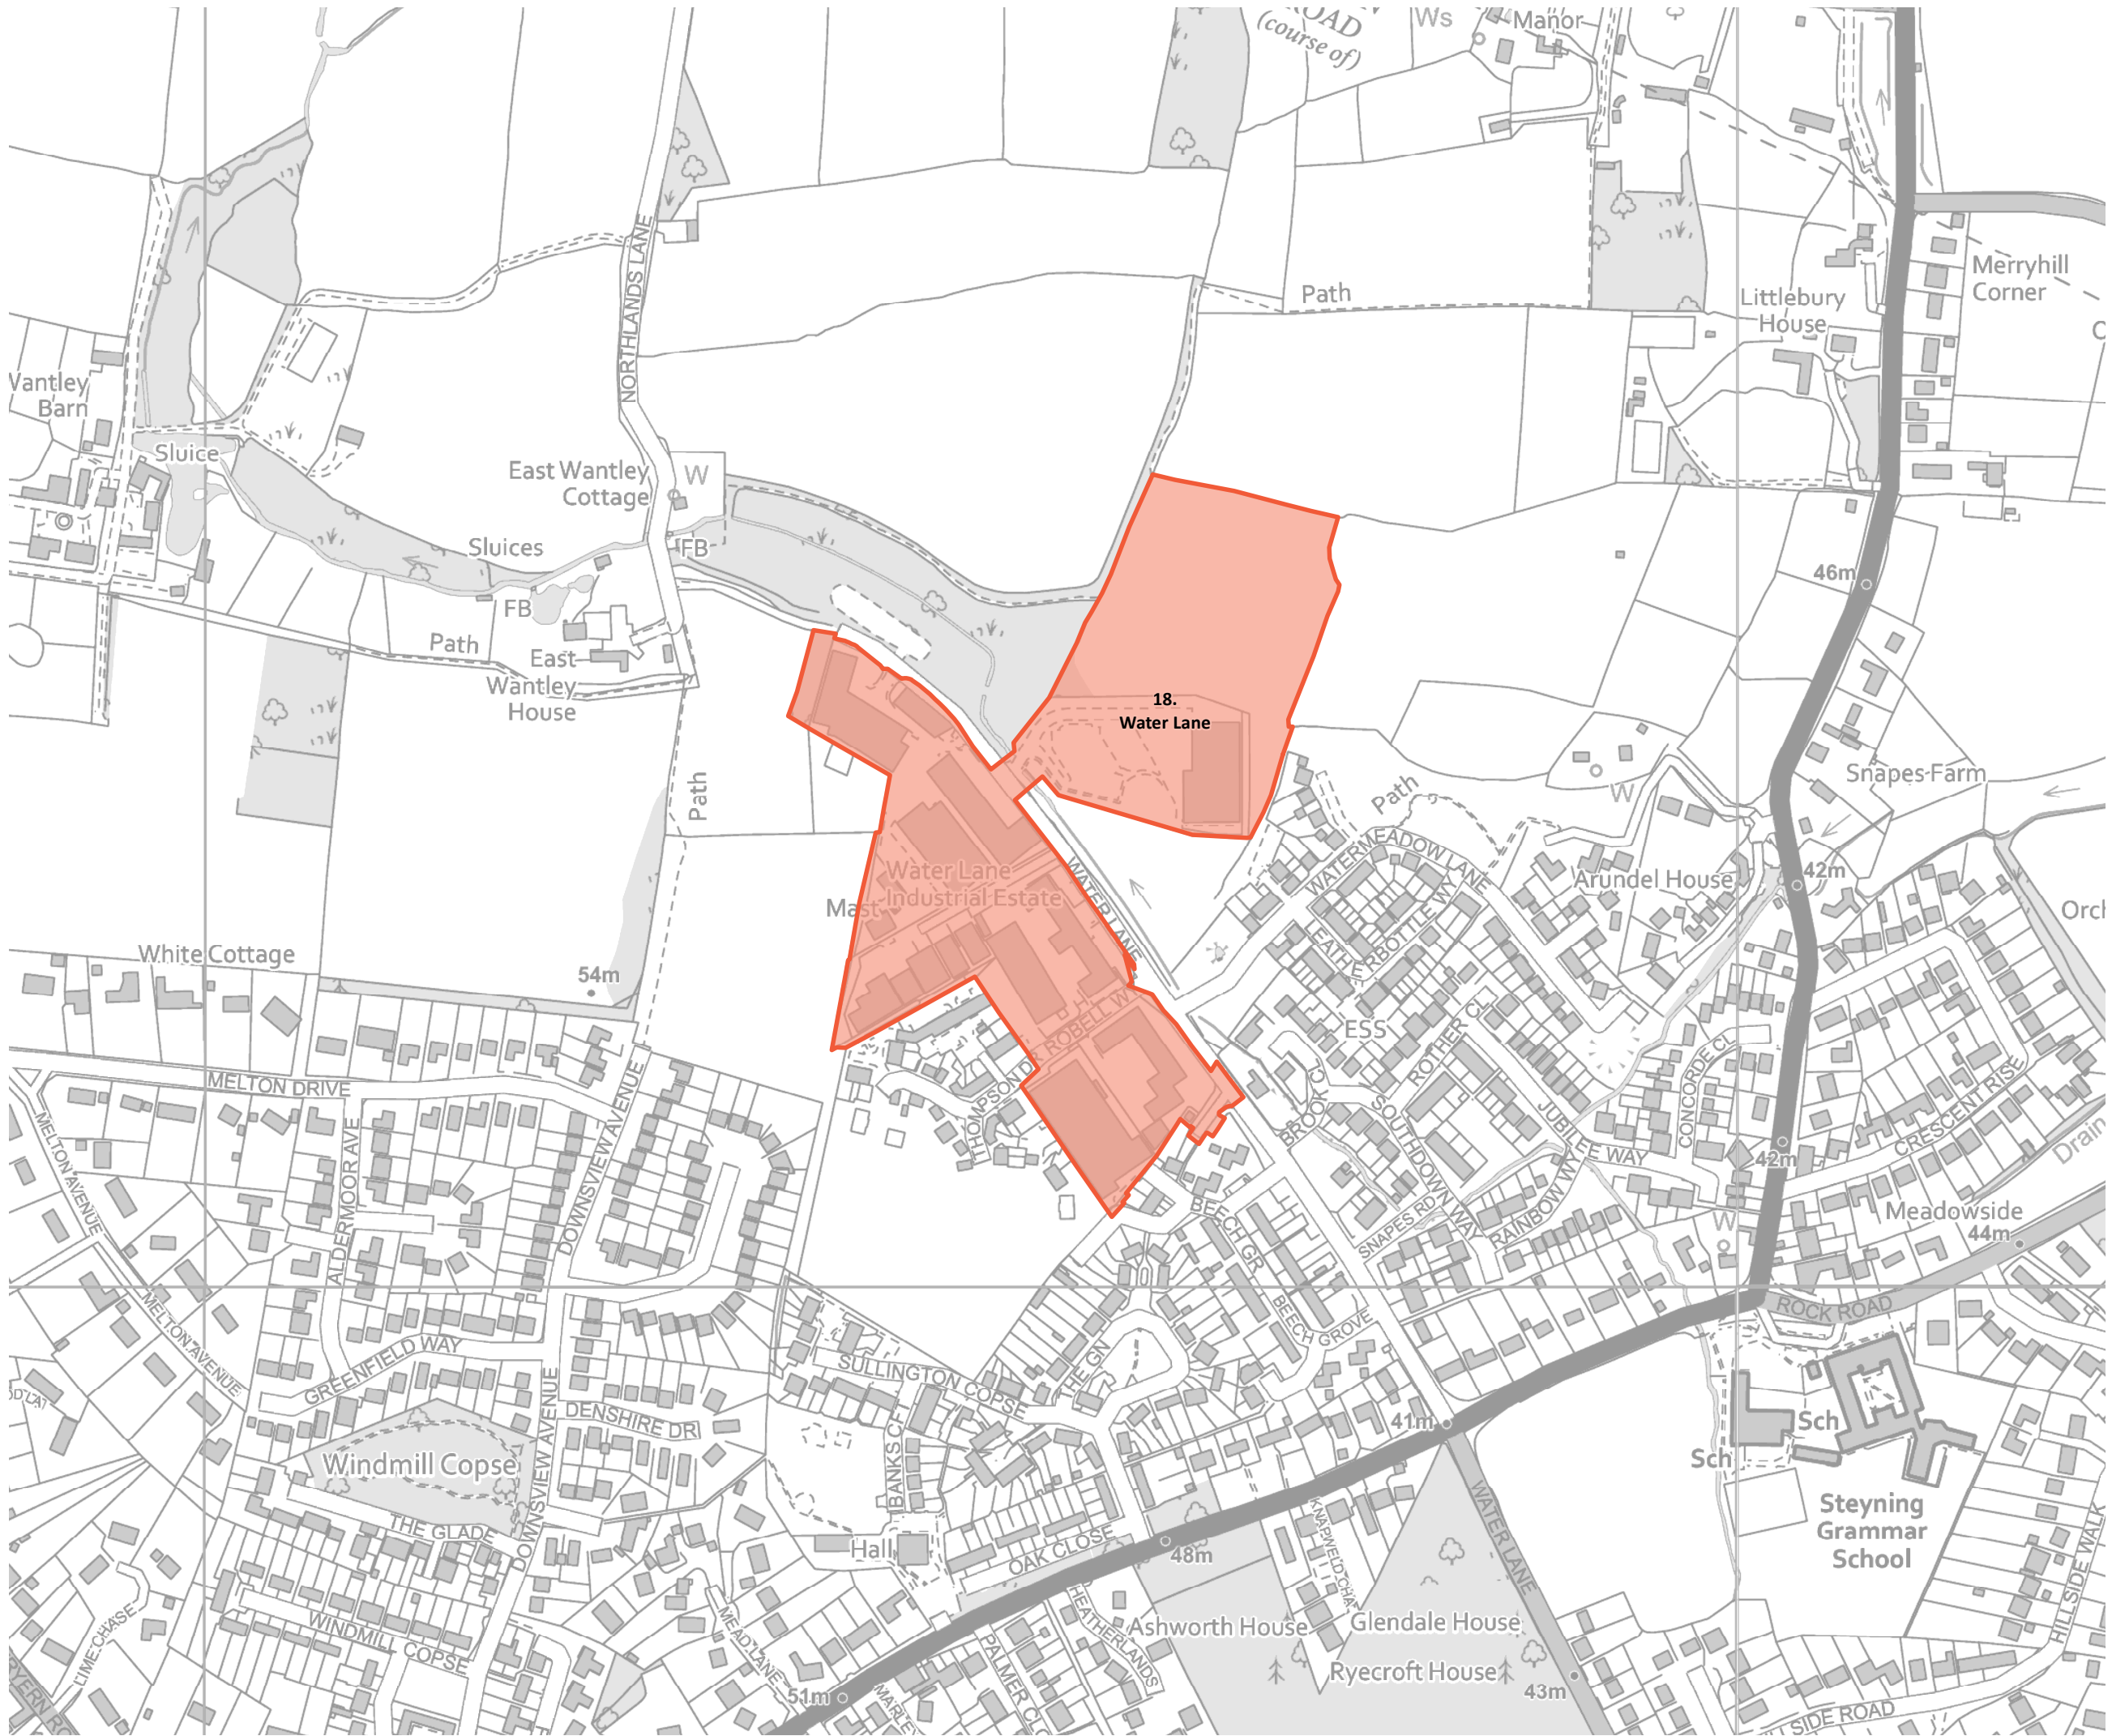 ROAD
(course of)
Ws
Manor
Merryhill
Corner
Littlebury
House
Path
NORTHLANDS LANE
Barn
Sluice
East Wantley
Cottage
W
FB
Sluices
FB
Path
East
Wantley
House
46m
18.
Water Lane
Path
Snapes Farm
Path
W
WATERMEADOW LANE
Arundel House
42m
Water Lane
Industrial Estate
Mast
WATER LANE
FEATHERBOTTLE WY
White Cottage
54m
ESS
ROTHER CL
ROBELL W
THOMPSON DR
BROOK CL
SOUTHDOWN WAY
JUBILEE WAY
CONCORDE CL
CRESCENT RISE
Drain
42m
MELTON DRIVE
MELTON AVENUE
ALDERMOOR AVE
DOWNSVIEW AVENUE
BEECH GR
SNAPES RD
RAINBOW WY
W
Meadowside
44m
MELTON AVENUE
BEECH GROVE
ROCK ROAD
GREENFIELD WAY
SULLINGTON COPSE
THE GN
DENSHIRE DR
DOWNSVIEW AVENUE
BANKS CFT
41m
Sch
Sch
Windmill Copse
THE GLADE
Hall
OAK CLOSE
48m
KNAPWELD CHA
WATER LANE
Steyning
Grammar
School
HILLSIDE WALK
LIME CHASE
WINDMILL COPSE
MEAD LANE
HEATHERLANDS
PALMER CLO
Ashworth House
Glendale House
Ryecroft House
43m
51m
MARLEY
LSIDE ROAD